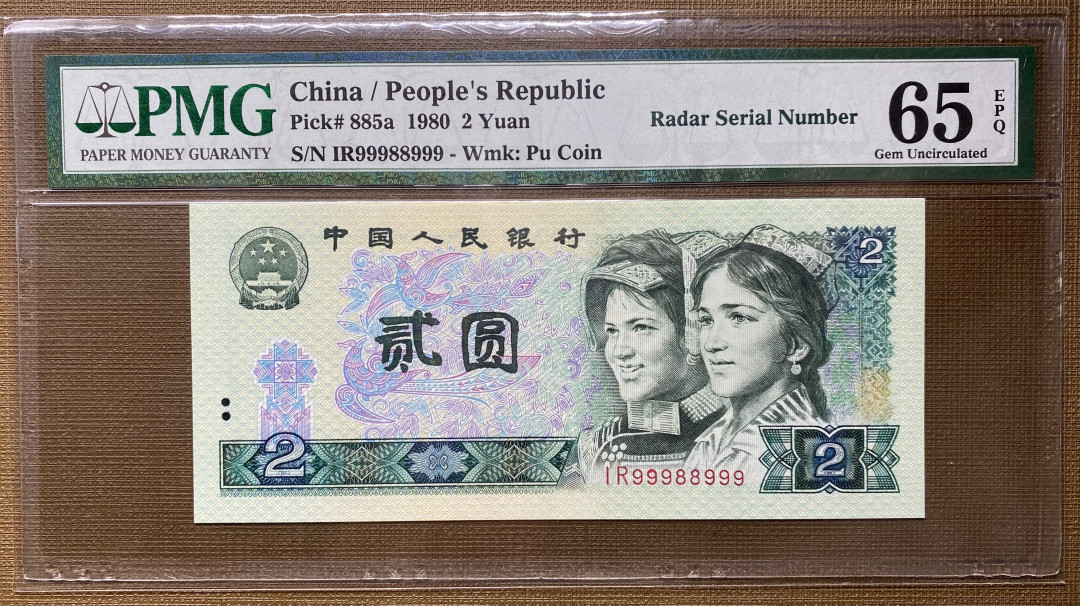 PMG
PAPER MONEY GUARANTY
China / People's Republic
Pick# 885a 1980 2 Yuan
S/N IR99988999 - Wmk: Pu Coin
Radar Serial Number
65
EPQ
Gem Uncirculated
中国人民银行
2
贰圆
2
IR99988999
2